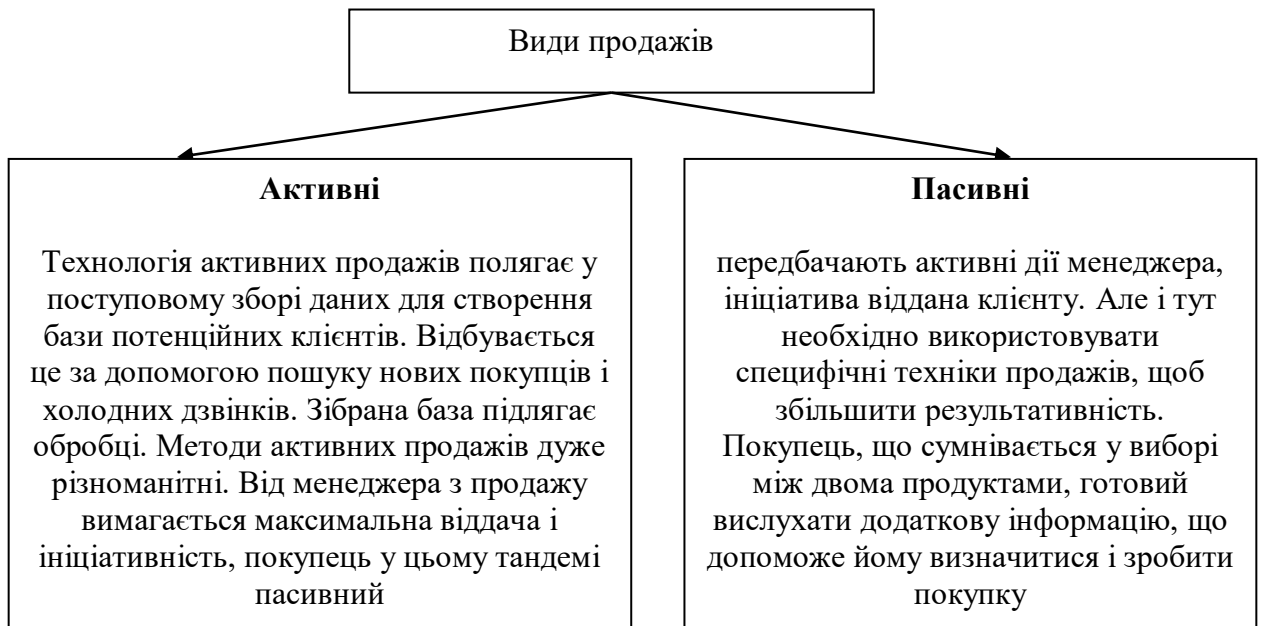 Види продажів
Активні
Технологія активних продажів полягає у
поступовому зборі даних для створення
бази потенційних клієнтів. Відбувається
це за допомогою пошуку нових покупців і
холодних дзвінків. Зібрана база підлягає
обробці. Методи активних продажів дуже
різноманітні. Від менеджера з продажу
вимагається максимальна віддача і
ініціативність, покупець у цьому тандемі
пасивний
Пасивні
передбачають активні дії менеджера,
ініціатива віддана клієнту. Але і тут
необхідно використовувати
специфічні техніки продажів, щоб
збільшити результативність.
Покупець, що сумнівається у виборі
між двома продуктами, готовий
вислухати додаткову інформацію, що
допоможе йому визначитися і зробити
покупку